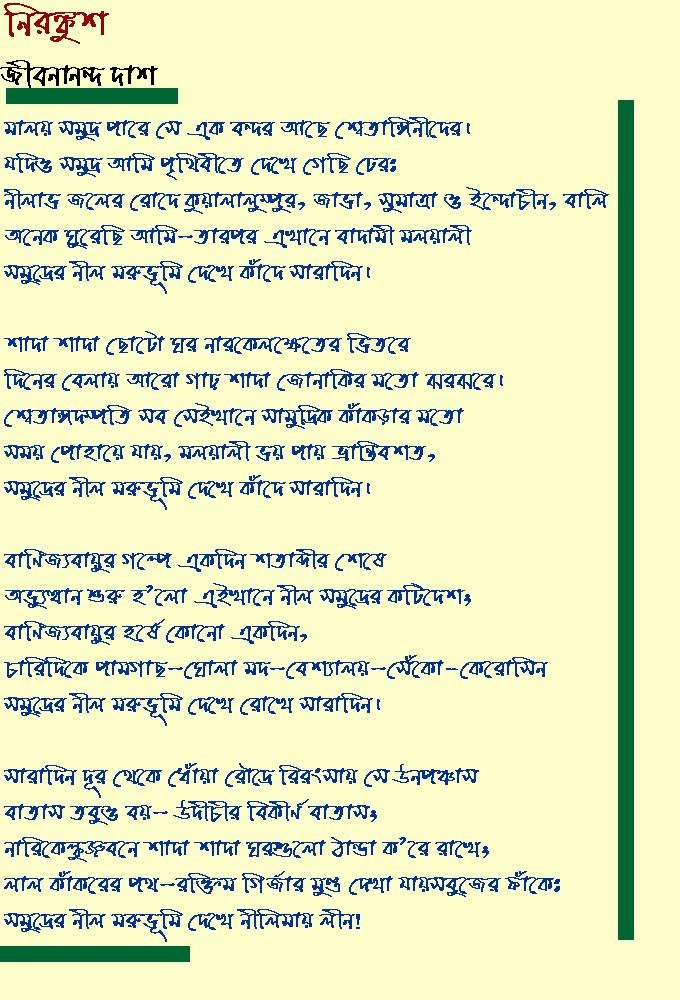 নিরঙ্কুশ
জীবনানন্দ দাশ
মালয় সমুদ্র পারে সে এক বন্দর আছে শ্বেতাঙ্গিনীদের।
যদিও সমুদ্র আমি পৃথিবীতে দেখে গেছি ঢের:
নীলাভ জলের রোদে কুয়ালালুম্পুর, জাভা, সুমাত্রা ও ইন্দোচীন, বালি
অনেক ঘুরেছি আমি-তারপর এখানে বাদামী মলয়ালী
সমুদ্রের নীল মরুভূমি দেখে কাঁদে সারাদিন।

শাদা শাদা ছোটো ঘর নারকেলক্ষেতের ভিতরে
দিনের বেলায় আরো গাঢ় শাদা জোনাকির মতো ঝরঝরে।
শ্বেতাঙ্গদম্পতি সব সেইখানে সামুদ্রিক কাঁকড়ার মতো
সময় পোহায়ে যায়, মলয়ালী ভয় পায় ভ্রান্তিবশত,
সমুদ্রের নীল মরুভূমি দেখে কাঁদে সারাদিন।

বাণিজ্যবায়ুর গল্পে একদিন শতাব্দীর শেষে
অভ্যুত্থান শুরু হ'লো এইখানে নীল সমুদ্রের কটিদেশে;
বাণিজ্যবায়ুর হর্ষে কোনো একদিন,
চারিদিকে পামগাছ-ঘোলা মদ-বেশ্যালয়-সেঁকো-কেরোসিন
সমুদ্রের নীল মরুভূমি দেখে রোখে সারাদিন।

সারাদিন দূর থেকে ধোঁয়া রৌদ্রে রিরংসায় সে উনপঞ্চাস
বাতাস তবুও বয়- উদীচীর বিকীর্ণ বাতাস;
নারিকেলকুঞ্জবনে শাদা শাদা ঘরগুলো ঠান্ডা ক'রে রাখে;
লাল কাঁকরের পথ-রক্তিম গির্জার মুণ্ড দেখা যায়সবুজের ফাঁকে:
সমুদ্রের নীল মরুভূমি দেখে নীলিমায় লীন!